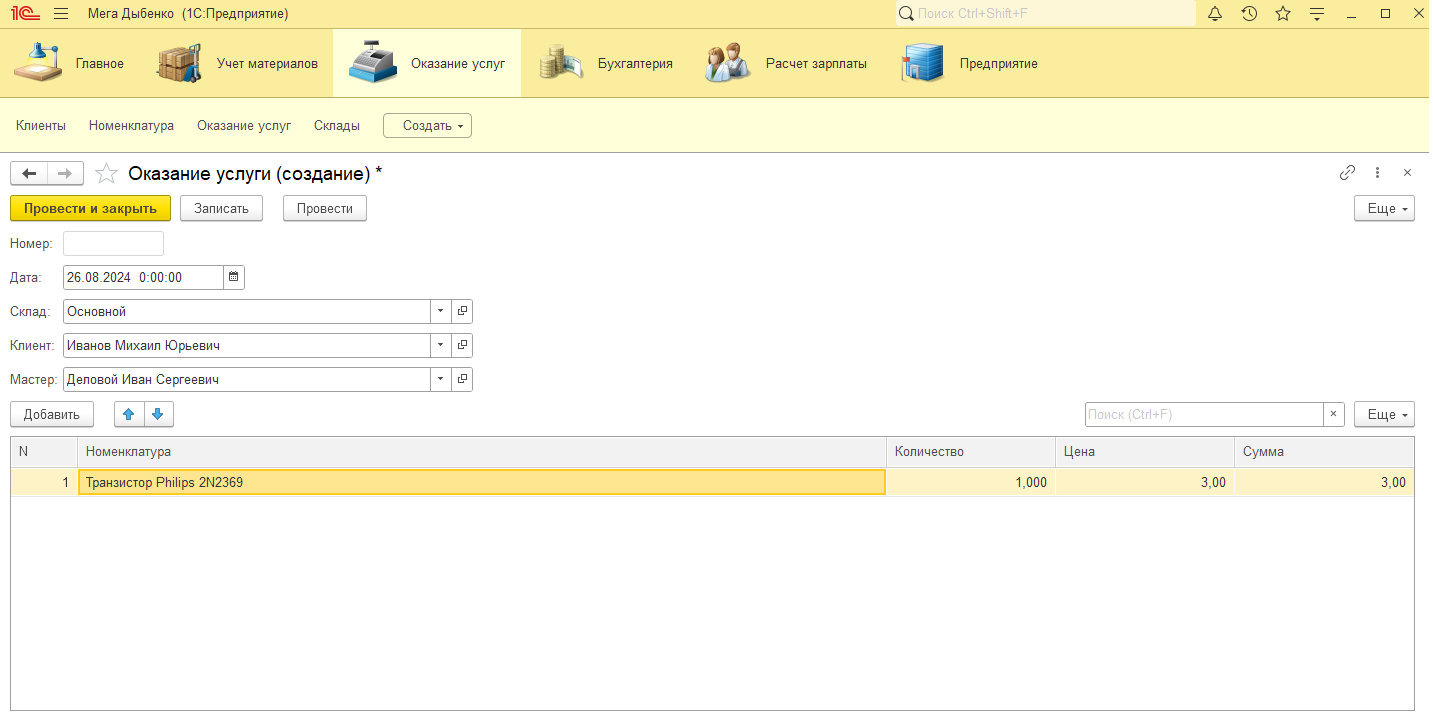 1С Мега Дыбенко (1С:Предприятие) Поиск Ctrl+Shift+F
Главное Учет материалов Оказание услуг Бухгалтерия Расчет зарплаты Предприятие
Клиенты Номенклатура Оказание услуг Склады Создать
Оказание услуги (создание) *
Провести и закрыть Записать Провести Еще
Номер:
Дата: 26.08.2024 0:00:00
Склад: Основной
Клиент: Иванов Михаил Юрьевич
Мастер: Деловой Иван Сергеевич
Добавить Поиск (Ctrl+F) × Еще
N Номенклатура Количество Цена Сумма
1 Транзистор Philips 2N2369 1,000 3,00 3,00